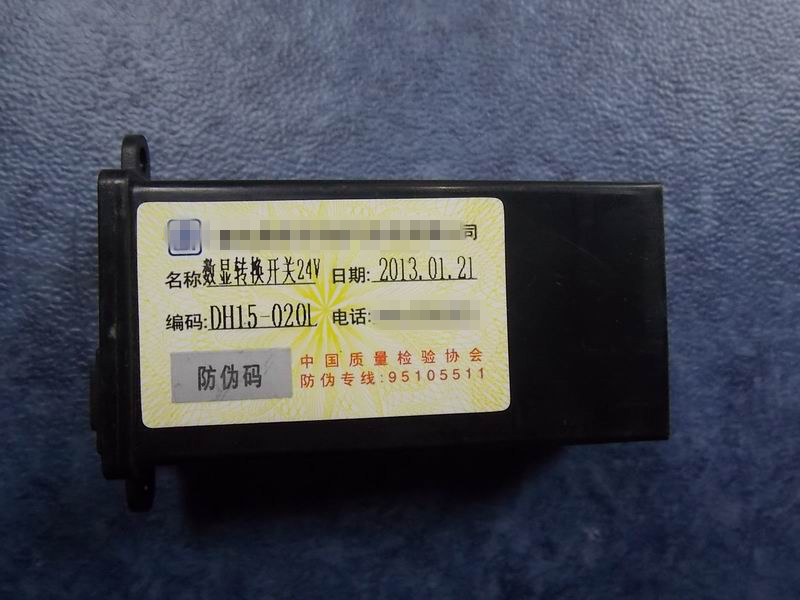 司
名称 数显转换开关24V 日期: 2013.01.21
编码: DH15-020L 电话:
防伪码
中国质量检验协会
防伪专线:95105511